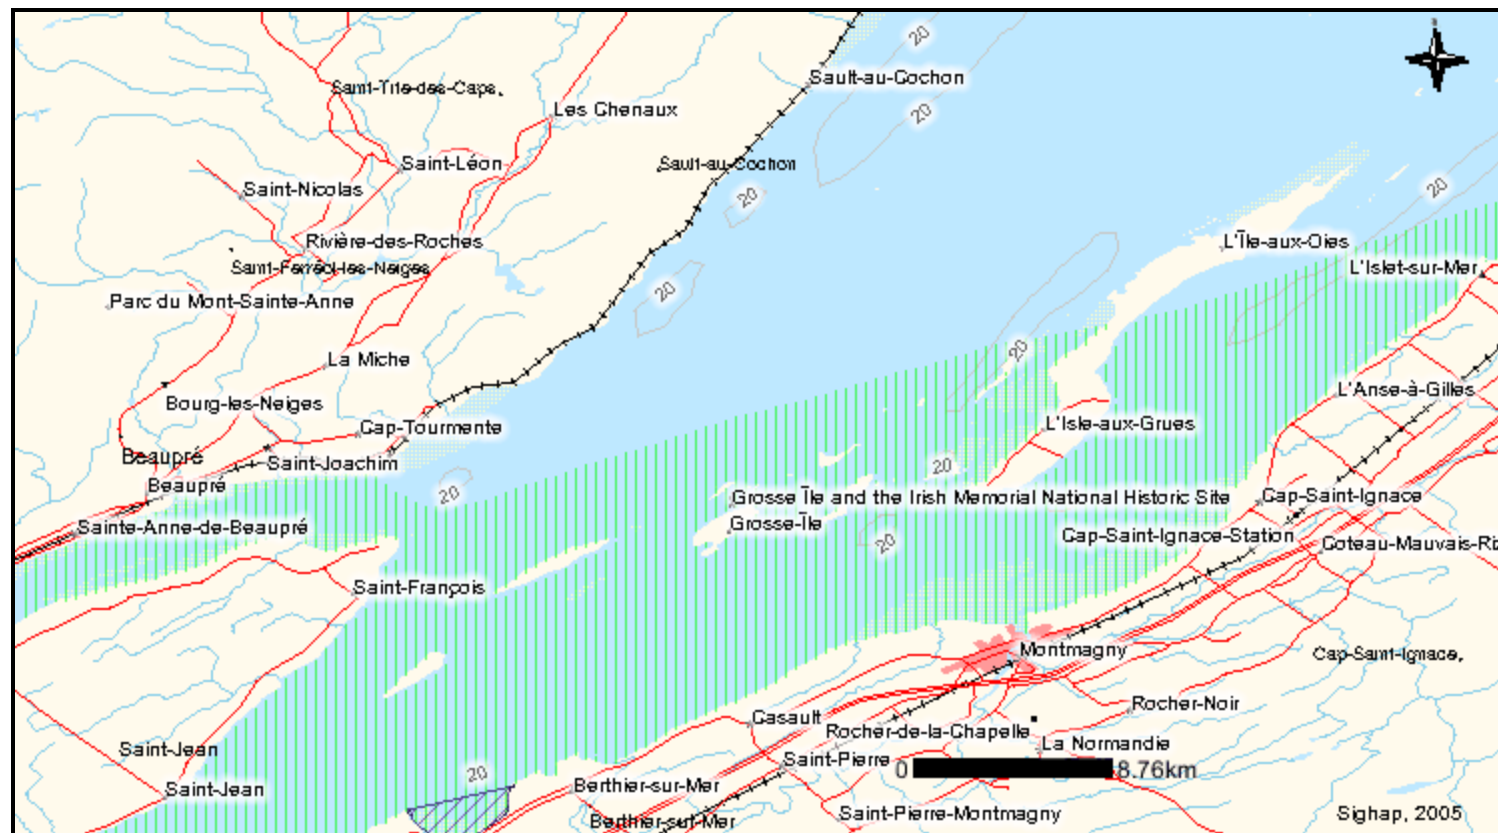 20
Sault-au-Cochon
Saint-Tite-des-Caps
Les Chenaux
20
Saint-Léon
Sault-au-Cochon
Saint-Nicolas
20
20
Rivière-des-Roches
L'Île-aux-Oies
Saint-Ferréol-les-Neiges
L'Islet-sur-Mer
Parc du Mont-Sainte-Anne
20
20
La Miche
L'Anse-à-Gilles
Bourg-les-Neiges
Cap-Tourmente
L'Isle-aux-Grues
Beaupré
Saint-Joachim
20
Beaupré
20
Grosse Île and the Irish Memorial National Historic Site
Cap-Saint-Ignace
Sainte-Anne-de-Beaupré
Grosse-Île
20
Cap-Saint-Ignace-Station
Coteau-Mauvais-Ri
Saint-François
Montmagny
Cap-Saint-Ignace
Rocher-Noir
Casault
Rocher-de-la-Chapelle
Saint-Jean
La Normandie
Saint-Pierre
0 8.76km
20
Saint-Jean
Berthier-sur-Mer
Saint-Pierre-Montmagny
Sighap, 2005
Berthier-sur-Mer